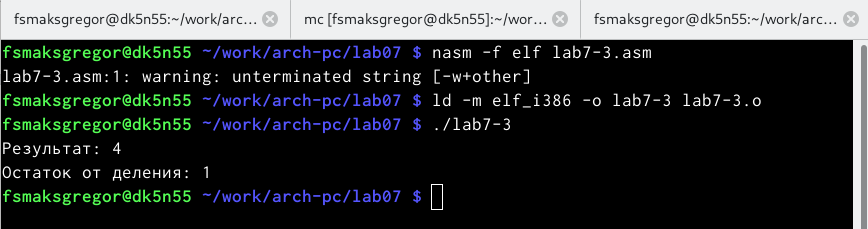 fsmaksgregor@dk5n55:~/work/arc...
mc [fsmaksgregor@dk5n55]:~/wor...
fsmaksgregor@dk5n55:~/work/arc...
fsmaksgregor@dk5n55 ~/work/arch-pc/lab07 $ nasm -f elf lab7-3.asm
lab7-3.asm:1: warning: unterminated string [-w+other]
fsmaksgregor@dk5n55 ~/work/arch-pc/lab07 $ ld -m elf_i386 -o lab7-3 lab7-3.o
fsmaksgregor@dk5n55 ~/work/arch-pc/lab07 $ ./lab7-3
Результат: 4
Остаток от деления: 1
fsmaksgregor@dk5n55 ~/work/arch-pc/lab07 $